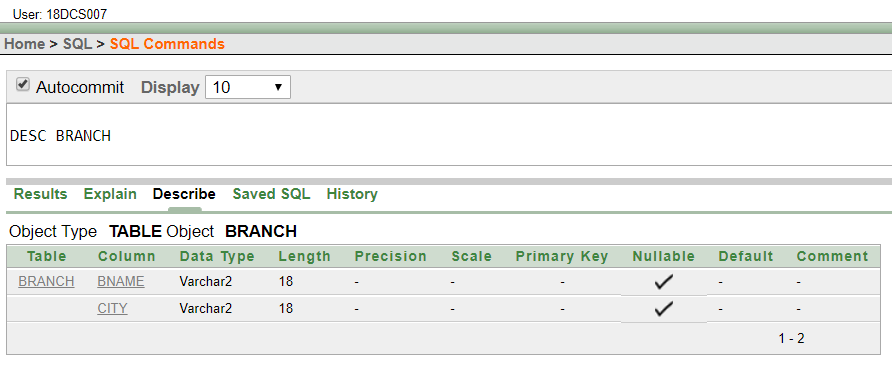 User: 18DCS007
Home > SQL > SQL Commands
Autocommit Display 10
DESC BRANCH
Results Explain Describe Saved SQL History
Object Type TABLE Object BRANCH
Table Column Data Type Length Precision Scale Primary Key Nullable Default Comment
BRANCH BNAME Varchar2 18 - - - - -
CITY Varchar2 18 - - - - -
1 - 2